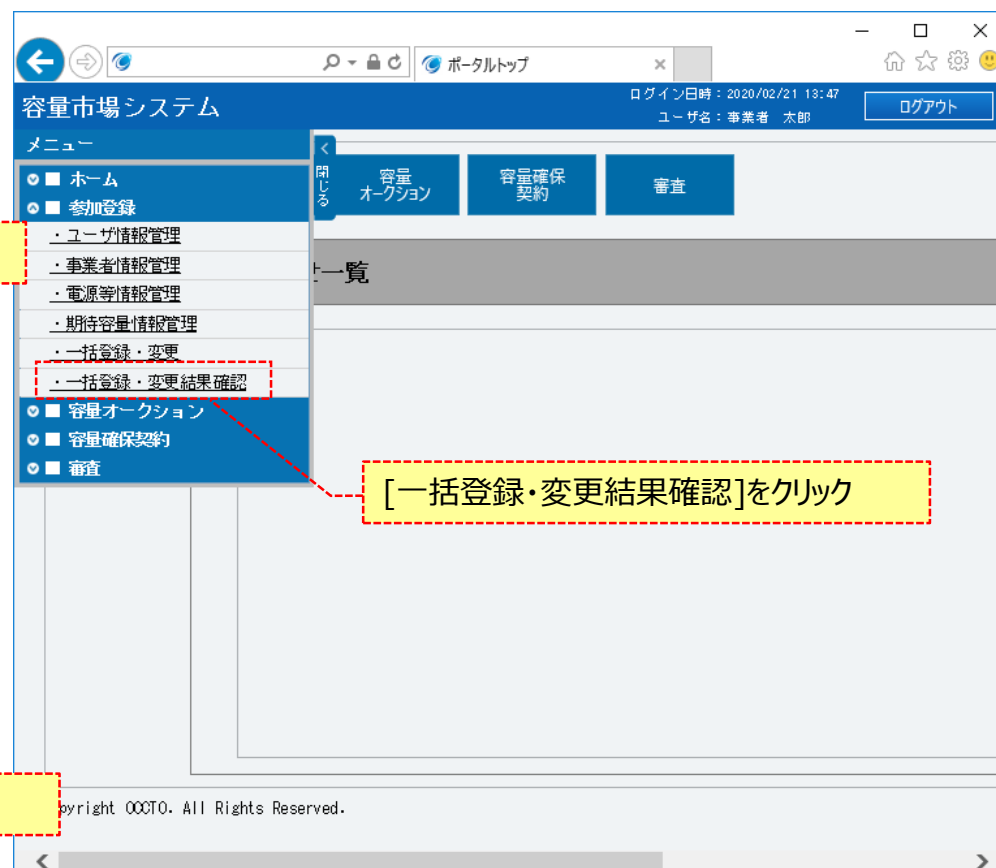 ポータルトップ
容量市場システム
ログイン日時：2020/02/21 13:47
ユーザ名：事業者 太郎
ログアウト
メニュー
閉じる
■ ホーム
■ 参加登録
・ユーザ情報管理
・事業者情報管理
・電源等情報管理
・期待容量情報管理
・一括登録・変更
・一括登録・変更結果確認
■ 容量オークション
■ 容量確保契約
■ 審査
容量
オークション
容量確保
契約
審査
一覧
[一括登録・変更結果確認]をクリック
pyright OCCTO. All Rights Reserved.